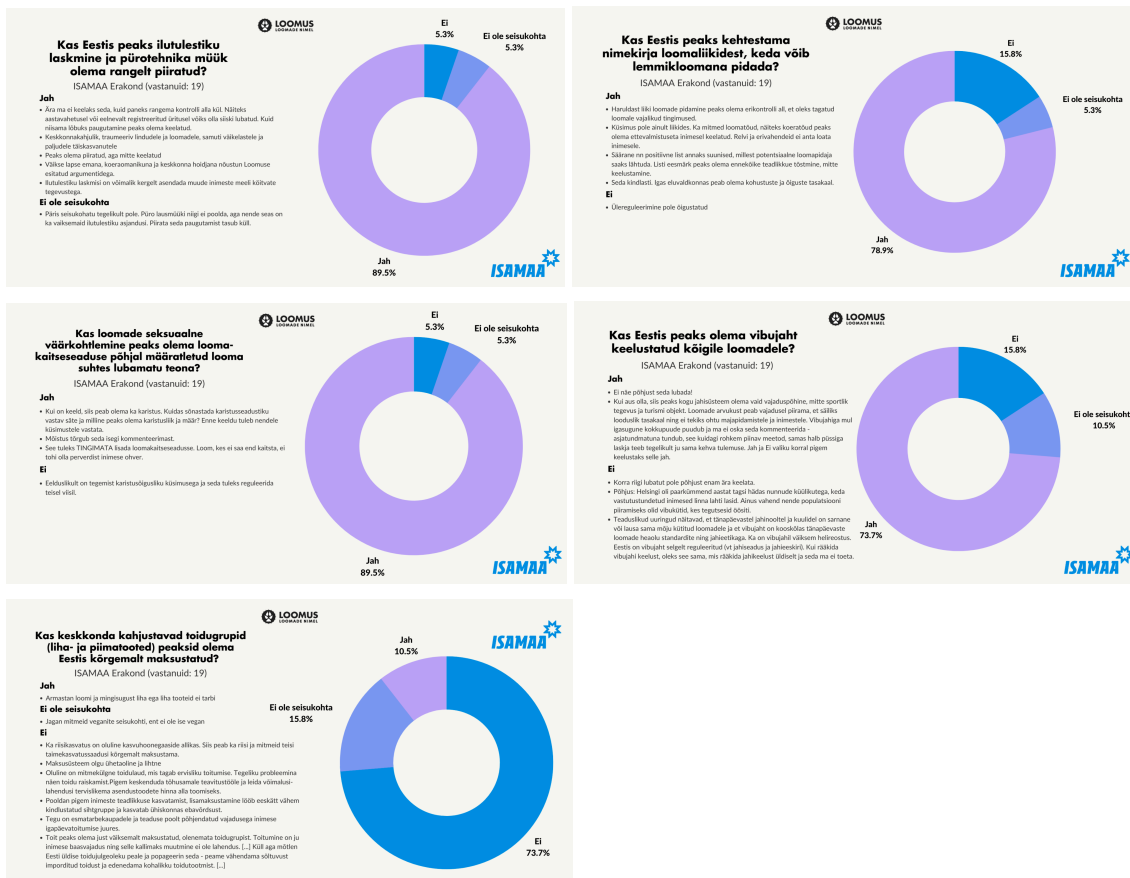 LOOMUS
LOOMADE NIMEL
Kas Eestis peaks ilutulestiku
laskmine ja pürotehnika müük
olema rangelt piiratud?
ISAMAA Erakond (vastanuid: 19)
Jah
• Ära ma ei keelaks seda, kuid paneks rangema kontrolli alla kül. Näiteks
aastavahetusel või eelnevalt registreeritud üritusel võiks olla siiski lubatud. Kuid
niisama lõbuks paugutamine peaks olema keelatud.
• Keskkonnakahjulik, traumeeriv lindudele ja loomadele, samuti väikelastele ja
paljudele täiskasvanutele
• Peaks olema piiratud, aga mitte keelatud
• Väikse lapse emana, koeraomanikuna ja keskkonna hoidjana nõustun Loomuse
esitatud argumentidega.
• Ilutulestiku laskmisi on võimalik kergelt asendada muude inimeste meeli köitvate
tegevustega.
Ei ole seisukohta
• Päris seisukohatu tegelikult pole. Püro lausmüüki niigi ei poolda, aga nende seas on
ka vaiksemaid ilutulestiku asjandusi. Piirata seda paugutamist tasub küll.
Ei
5.3%
Ei ole seisukohta
5.3%
Jah
89.5%
ISAMAA
LOOMUS
LOOMADE NIMEL
Kas Eestis peaks kehtestama
nimekirja loomaliikidest, keda võib
lemmikloomana pidada?
ISAMAA Erakond (vastanuid: 19)
Jah
• Haruldast liiki loomade pidamine peaks olema erikontrolli all, et oleks tagatud
loomale vajalikud tingimused.
• Küsimus pole ainult liikides. Ka mitmed loomatõud, näiteks koeratõud peaks
olema ettevalmistuseta inimesel keelatud. Relvi ja erivahendeid ei anta loata
inimesele.
• Säärane nn positiivne list annaks suunised, millest potentsiaalne loomapidaja
saaks lähtuda. Listi eesmärk peaks olema ennekõike teadlikkuse tõstmine, mitte
keelustamine.
• Seda kindlasti. Igas eluvaldkonnas peab olema kohustuste ja õiguste tasakaal.
Ei
• Ülereguleerimine pole õigustatud
Ei
15.8%
Ei ole seisukohta
5.3%
Jah
78.9%
ISAMAA
LOOMUS
LOOMADE NIMEL
Kas loomade seksuaalne
väärkohtlemine peaks olema looma-
kaitseseaduse põhjal määratletud looma
suhtes lubamatu teona?
ISAMAA Erakond (vastanuid: 19)
Jah
• Kui on keeld, siis peab olema ka karistus. Kuidas sõnastada karistusseadustiku
vastav säte ja milline peaks olema karistusliik ja määr? Enne keeldu tuleb nendele
küsimustele vastata.
• Mõistus tõrgub seda isegi kommenteerimast.
• See tuleks TINGIMATA lisada loomakaitseseadusse. Loom, kes ei saa end kaitsta, ei
tohi olla perverdist inimese ohver.
Ei
• Eelduslikult on tegemist karistusõigusliku küsimusega ja seda tuleks reguleerida
teisel viisil.
Ei
5.3%
Ei ole seisukohta
5.3%
Jah
89.5%
ISAMAA
LOOMUS
LOOMADE NIMEL
Kas Eestis peaks olema vibujaht
keelustatud kõigile loomadele?
ISAMAA Erakond (vastanuid: 19)
Jah
• Ei näe põhjust seda lubada!
• Kui aus olla, siis peaks kogu jahisüsteem olema vaid vajaduspõhine, mitte sportlik
tegevus ja turismi objekt. Loomade arvukust peab vajadusel piirama, et säiliks
looduslik tasakaal ning ei tekiks ohtu majapidamistele ja inimestele. Vibujahiga mul
igasugune kokkupuude puudub ja ma ei oska seda kommenteerida -
asjatundmatuna tundub, see kuidagi rohkem piinav meetod, samas halb püssiga
laskja teeb tegelikult ju sama kehva tulemuse. Jah ja Ei valiku korral pigem
keelustaks selle jah.
Ei
• Korra riigi lubatut pole põhjust enam ära keelata.
• Põhjus: Helsingi oli paarkümmend aastat tagsi hädas nunnude küülikutega, keda
vastutustundetud inimesed linna lahti lasid. Ainus vahend nende populatsiooni
piiramiseks olid vibukütid, kes tegutsesid öösiti.
• Teaduslikud uuringud näitavad, et tänapäevastel jahinooltel ja kuulidel on sarnane
või lausa sama mõju kütitud loomadele ja et vibujaht on kooskõlas tänapäevaste
loomade heaolu standardite ning jahieetikaga. Ka on vibujahil väiksem helireostus.
Eestis on vibujaht selgelt reguleeritud (vt jahiseadus ja jahieeskiri). Kui rääkida
vibujahi keelust, oleks see sama, mis rääkida jahikeelust üldiselt ja seda ma ei toeta.
Ei
15.8%
Ei ole seisukoht
10.5%
Jah
73.7%
ISAMAA
LOOMUS
LOOMADE NIMEL
Kas keskkonda kahjustavad toidugrupid
(liha- ja piimatooted) peaksid olema
Eestis kõrgemalt maksustatud?
ISAMAA Erakond (vastanuid: 19)
Jah
• Armastan loomi ja mingisugust liha ega liha tooteid ei tarbi
Ei ole seisukohta
• Jagan mitmeid veganite seisukohti, ent ei ole ise vegan
Ei
• Ka riisikasvatus on oluline kasvuhoonegaaside allikas. Siis peab ka riisi ja mitmeid teisi
taimekasvatussaadusi kõrgemalt maksustama.
• Maksusüsteem olgu ühetaoline ja lihtne
• Oluline on mitmekülgne toidulaud, mis tagab ervisliku toitumise. Tegeliku probleemina
näen toidu raiskamist.Pigem keskenduda tõhusamale teavitustööle ja leida võimalusi-
lahendusi tervislikema asendustoodete hinna alla toomiseks.
• Pooldan pigem inimeste teadlikkuse kasvatamist, lisamaksustamine lööb eeskätt vähem
kindlustatud sihtgruppe ja kasvatab ühiskonnas ebavõrdsust.
• Tegu on esmatarbekaupadele ja teaduse poolt põhjendatud vajadusega inimese
igapäevatoitumise juures.
• Toit peaks olema just väiksemalt maksustatud, olenemata toidugrupist. Toitumine on ju
inimese baasvajadus ning selle kallimaks muutmine ei ole lahendus. [...] Küll aga mõtlen
Eesti üldise toidujulgeoleku peale ja popageerin seda - peame vähendama sõltuvust
imporditud toidust ja edenedama kohalikku toidutootmist. [...]
Jah
10.5%
Ei ole seisukohta
15.8%
Ei
73.7%
ISAMAA